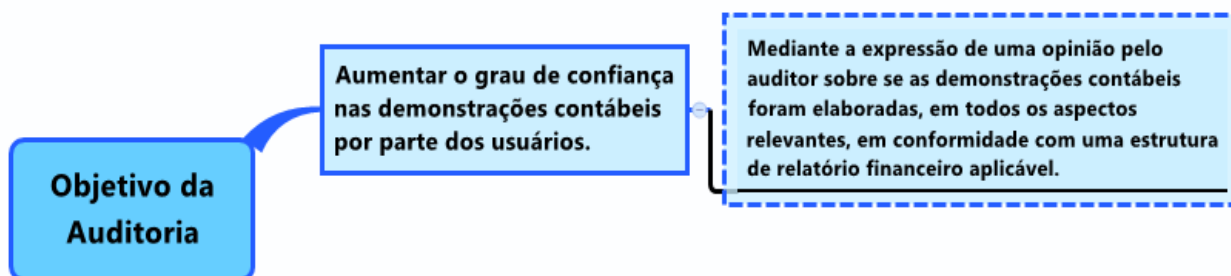 Objetivo da
Auditoria
Aumentar o grau de confiança
nas demonstrações contábeis
por parte dos usuários.
Mediante a expressão de uma opinião pelo
auditor sobre se as demonstrações contábeis
foram elaboradas, em todos os aspectos
relevantes, em conformidade com uma estrutura
de relatório financeiro aplicável.